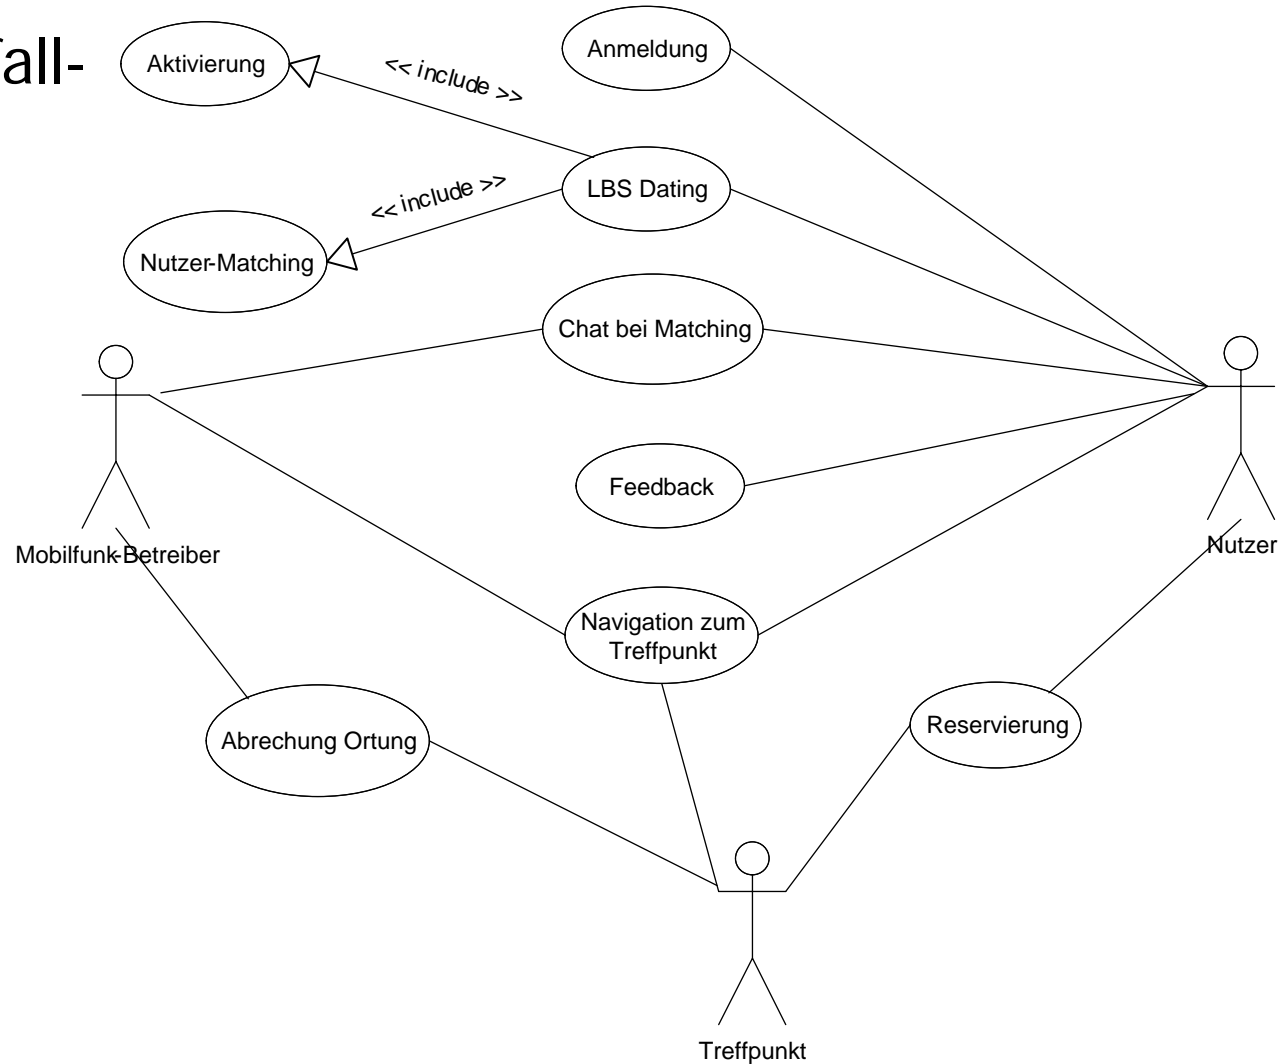 fall-
Aktivierung
<< include >>
Anmeldung
LBS Dating
<< include >>
Nutzer-Matching
Chat bei Matching
Feedback
Mobilfunk-Betreiber
Nutzer
Navigation zum
Treffpunkt
Abrechung Ortung
Reservierung
Treffpunkt